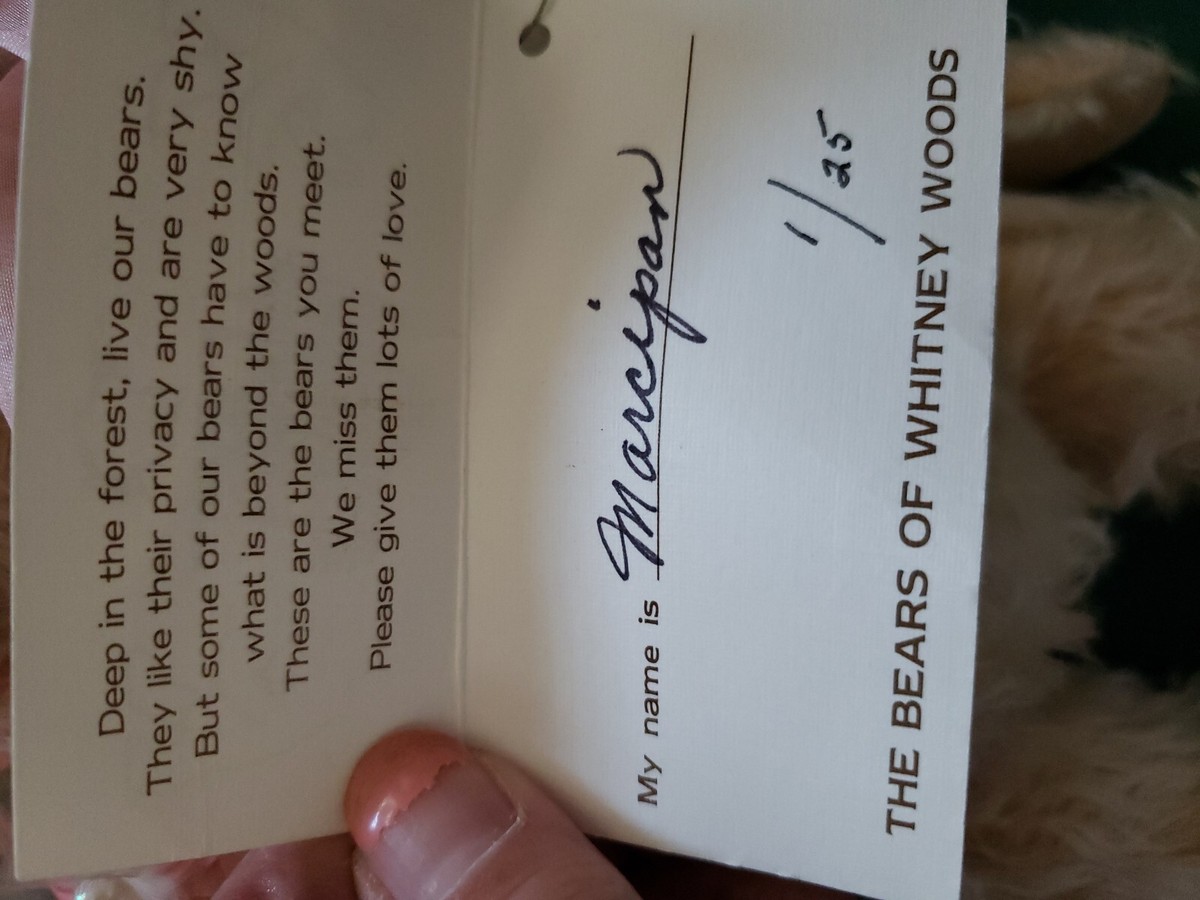 Deep in the forest, live our bears.
They like their privacy and are very shy.
But some of our bears have to know
what is beyond the woods.
These are the bears you meet.
We miss them.
Please give them lots of love.
My name is Marcipan
1/25
THE BEARS OF WHITNEY WOODS